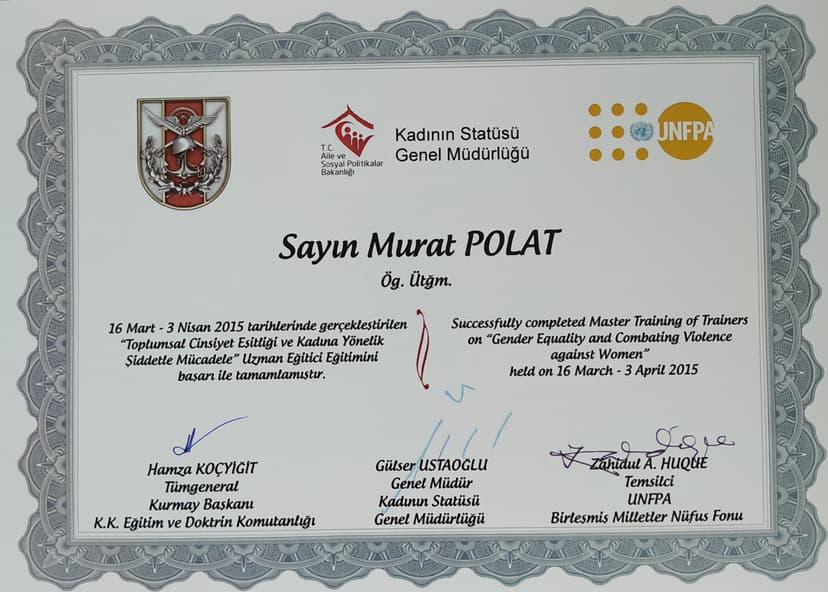 T.C.
Aile ve
Sosyal Politikalar
Bakanlığı
Kadının Statüsü
Genel Müdürlüğü
UNFPA
Sayın Murat POLAT
Ög. Ütğm.
16 Mart - 3 Nisan 2015 tarihlerinde gerçekleştirilen
"Toplumsal Cinsiyet Eşitliği ve Kadına Yönelik
Şiddetle Mücadele" Uzman Eğitici Eğitimini
başarı ile tamamlamıştır.
Successfully completed Master Training of Trainers
on "Gender Equality and Combating Violence
against Women"
held on 16 March - 3 April 2015
Hamza KOÇYİGİT
Tümgeneral
Kurmay Başkanı
K.K. Eğitim ve Doktrin Komutanlığı
Gülser USTAOGLU
Genel Müdür
Kadının Statüsü
Genel Müdürlüğü
Zahidul A. HUQUE
Temsilci
UNFPA
Birleşmiş Milletler Nüfus Fonu